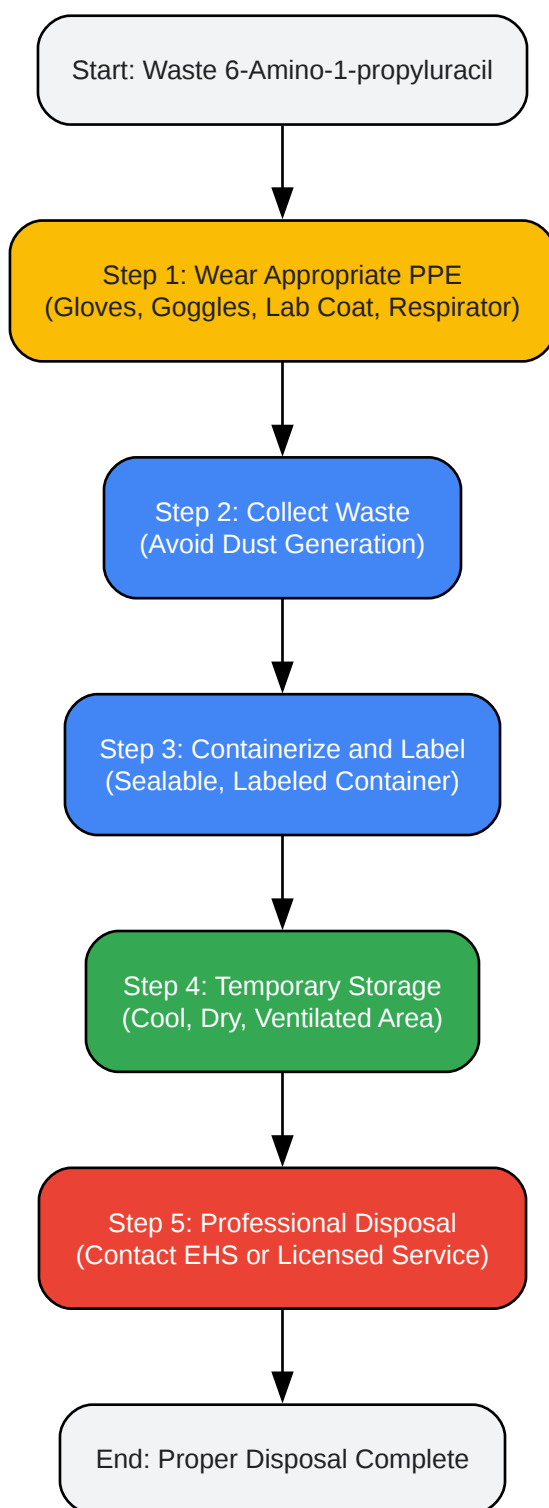 Start: Waste 6-Amino-1-propyluracil
Step 1: Wear Appropriate PPE
(Gloves, Goggles, Lab Coat, Respirator)
Step 2: Collect Waste
(Avoid Dust Generation)
Step 3: Containerize and Label
(Sealable, Labeled Container)
Step 4: Temporary Storage
(Cool, Dry, Ventilated Area)
Step 5: Professional Disposal
(Contact EHS or Licensed Service)
End: Proper Disposal Complete